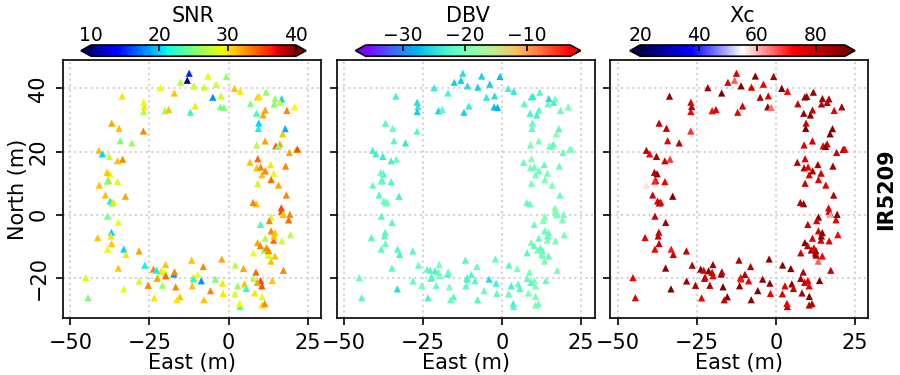 SNR DBV Xc
10 20 30 40 −30 −20 −10 20 40 60 80
40
20
0
−20
North (m)
IR5209
−50 −25 0 25 −50 −25 0 25 −50 −25 0 25
East (m) East (m) East (m)